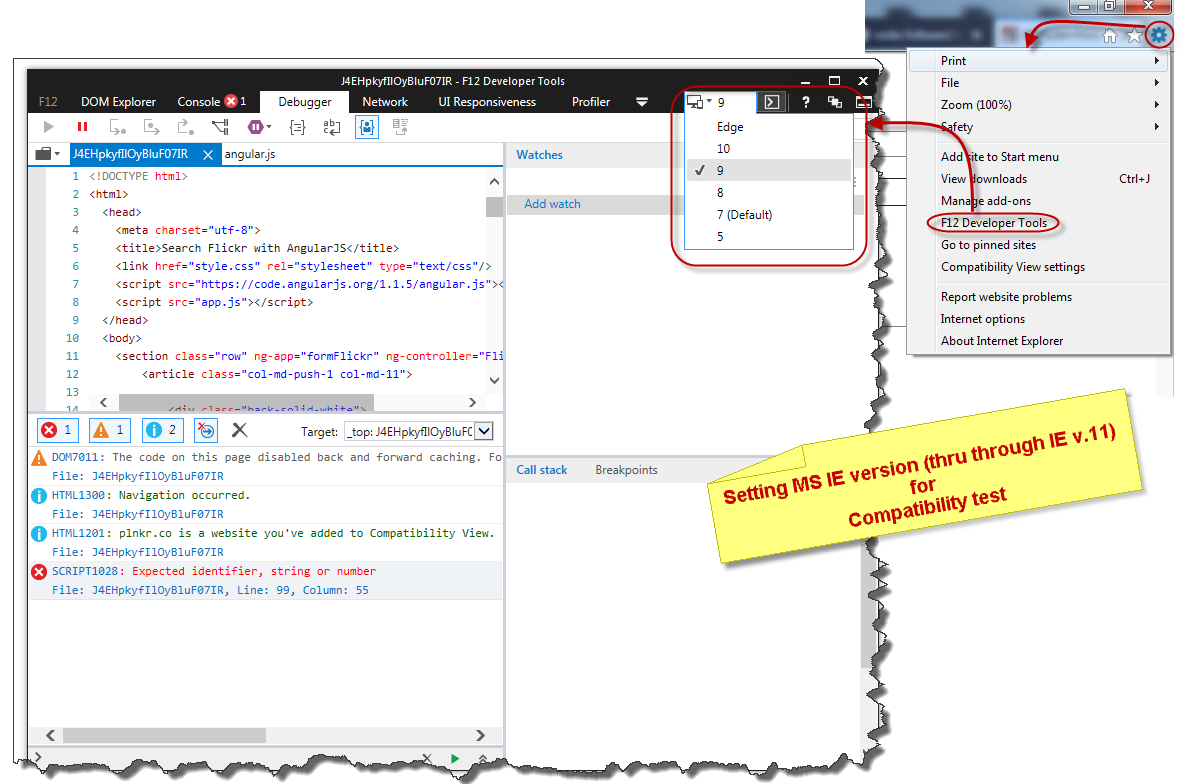 J4EHpkyfIlOyBluF07IR - F12 Developer Tools
F12 DOM Explorer Console 1 Debugger Network UI Responsiveness Profiler 9 ?
Edge
10
9
8
7 (Default)
5
J4EHpkyfIlOyBluF07IR angular.js
1 <!DOCTYPE html>
2 <html>
3 <head>
4 <meta charset="utf-8">
5 <title>Search Flickr with AngularJS</title>
6 <link href="style.css" rel="stylesheet" type="text/css"/>
7 <script src="https://code.angularjs.org/1.1.5/angular.js"><
8 <script src="app.js"></script>
9 </head>
10 <body>
11 <section class="row" ng-app="formFlickr" ng-controller="Fli
12 <article class="col-md-push-1 col-md-11">
13
14 <div class="back-solid-white">
Watches
Add watch
1 1 2 Target: _top: J4EHpkyfIlOyBluF0
DOM7011: The code on this page disabled back and forward caching. Fo
File: J4EHpkyfIlOyBluF07IR
HTML1300: Navigation occurred.
File: J4EHpkyfIlOyBluF07IR
HTML1201: plnkr.co is a website you've added to Compatibility View.
File: J4EHpkyfIlOyBluF07IR
SCRIPT1028: Expected identifier, string or number
File: J4EHpkyfIlOyBluF07IR, Line: 99, Column: 55
Call stack Breakpoints
Print
File
Zoom (100%)
Safety
Add site to Start menu
View downloads Ctrl+J
Manage add-ons
F12 Developer Tools
Go to pinned sites
Compatibility View settings
Report website problems
Internet options
About Internet Explorer
Setting MS IE version (thru through IE v.11)
for
Compatibility test